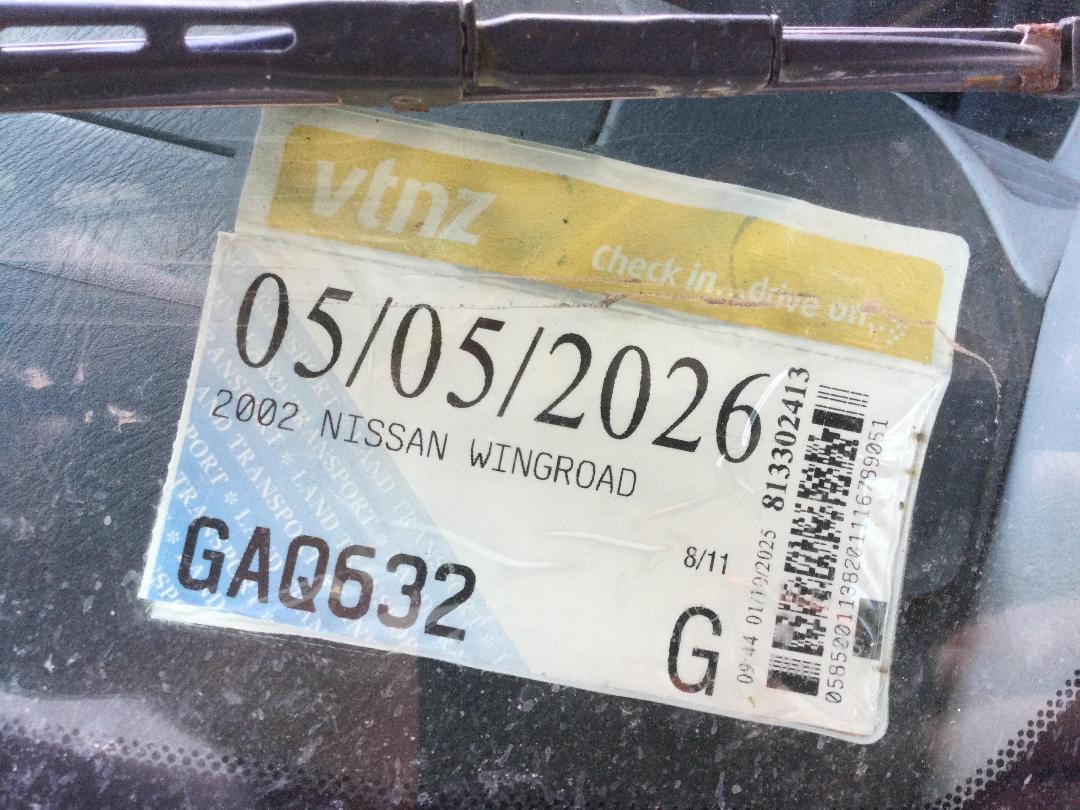 vtnz
Check in...drive on...
05/05/2026
2002 NISSAN WINGROAD
GAQ632
8/11
G
09:44 01/10/2025 813302413